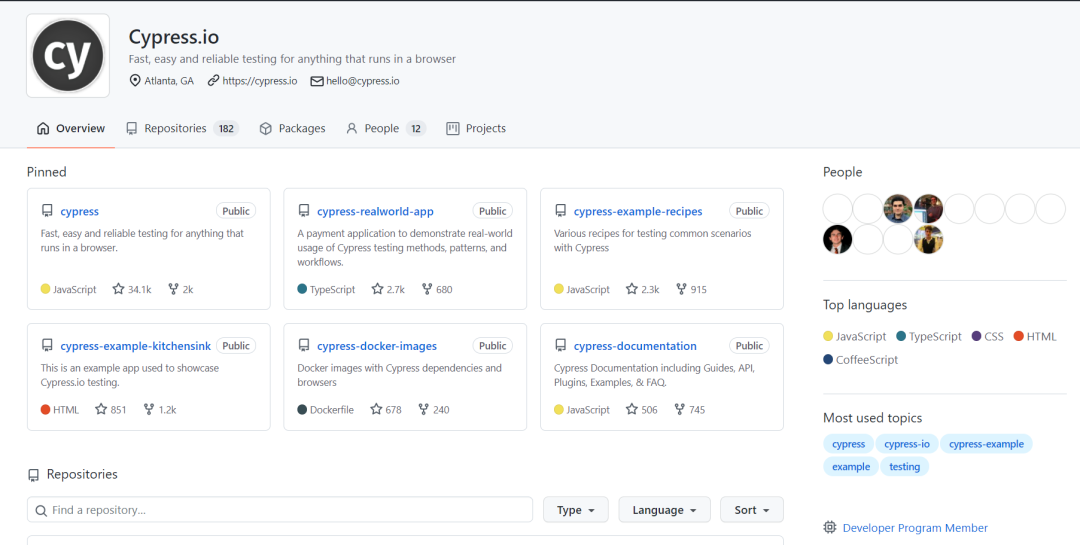 cy
Cypress.io
Fast, easy and reliable testing for anything that runs in a browser
Atlanta, GA https://cypress.io hello@cypress.io
Overview Repositories 182 Packages People 12 Projects
Pinned
cypress Public
Fast, easy and reliable testing for anything that
runs in a browser.
JavaScript 34.1k 2k
cypress-realworld-app Public
A payment application to demonstrate real-world
usage of Cypress testing methods, patterns, and
workflows.
TypeScript 2.7k 680
cypress-example-recipes Public
Various recipes for testing common scenarios
with Cypress
JavaScript 2.3k 915
cypress-example-kitchensink Public
This is an example app used to showcase
Cypress.io testing.
HTML 851 1.2k
cypress-docker-images Public
Docker images with Cypress dependencies and
browsers
Dockerfile 678 240
cypress-documentation Public
Cypress Documentation including Guides, API,
Plugins, Examples, & FAQ.
JavaScript 506 745
Repositories
Find a repository...
Type Language Sort
People
Top languages
JavaScript TypeScript CSS HTML
CoffeeScript
Most used topics
cypress cypress-io cypress-example
example testing
Developer Program Member